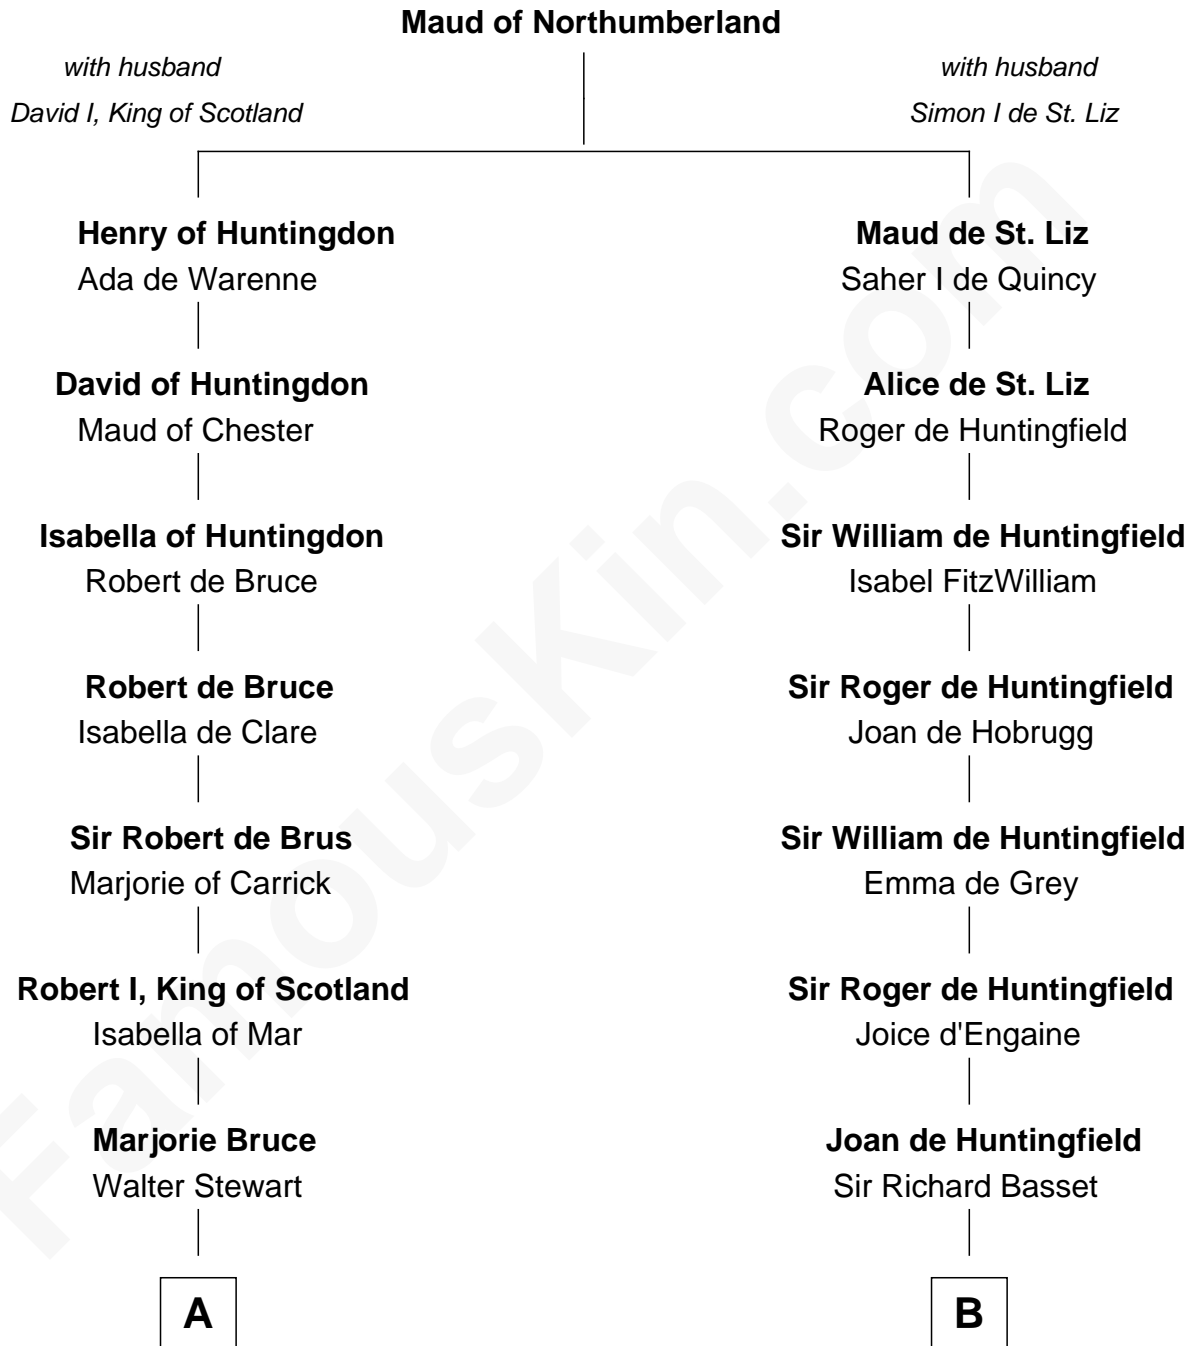 Maud of Northumberland
with husband
David I, King of Scotland
with husband
Simon I de St. Liz
Henry of Huntingdon
Ada de Warenne
Maud de St. Liz
Saher I de Quincy
David of Huntingdon
Maud of Chester
Alice de St. Liz
Roger de Huntingfield
Isabella of Huntingdon
Robert de Bruce
Sir William de Huntingfield
Isabel FitzWilliam
Robert de Bruce
Isabella de Clare
Sir Roger de Huntingfield
Joan de Hobrugg
Sir Robert de Brus
Marjorie of Carrick
Sir William de Huntingfield
Emma de Grey
Robert I, King of Scotland
Isabella of Mar
Sir Roger de Huntingfield
Joice d'Engaine
Marjorie Bruce
Walter Stewart
Joan de Huntingfield
Sir Richard Basset
A
B
FamousKin.com